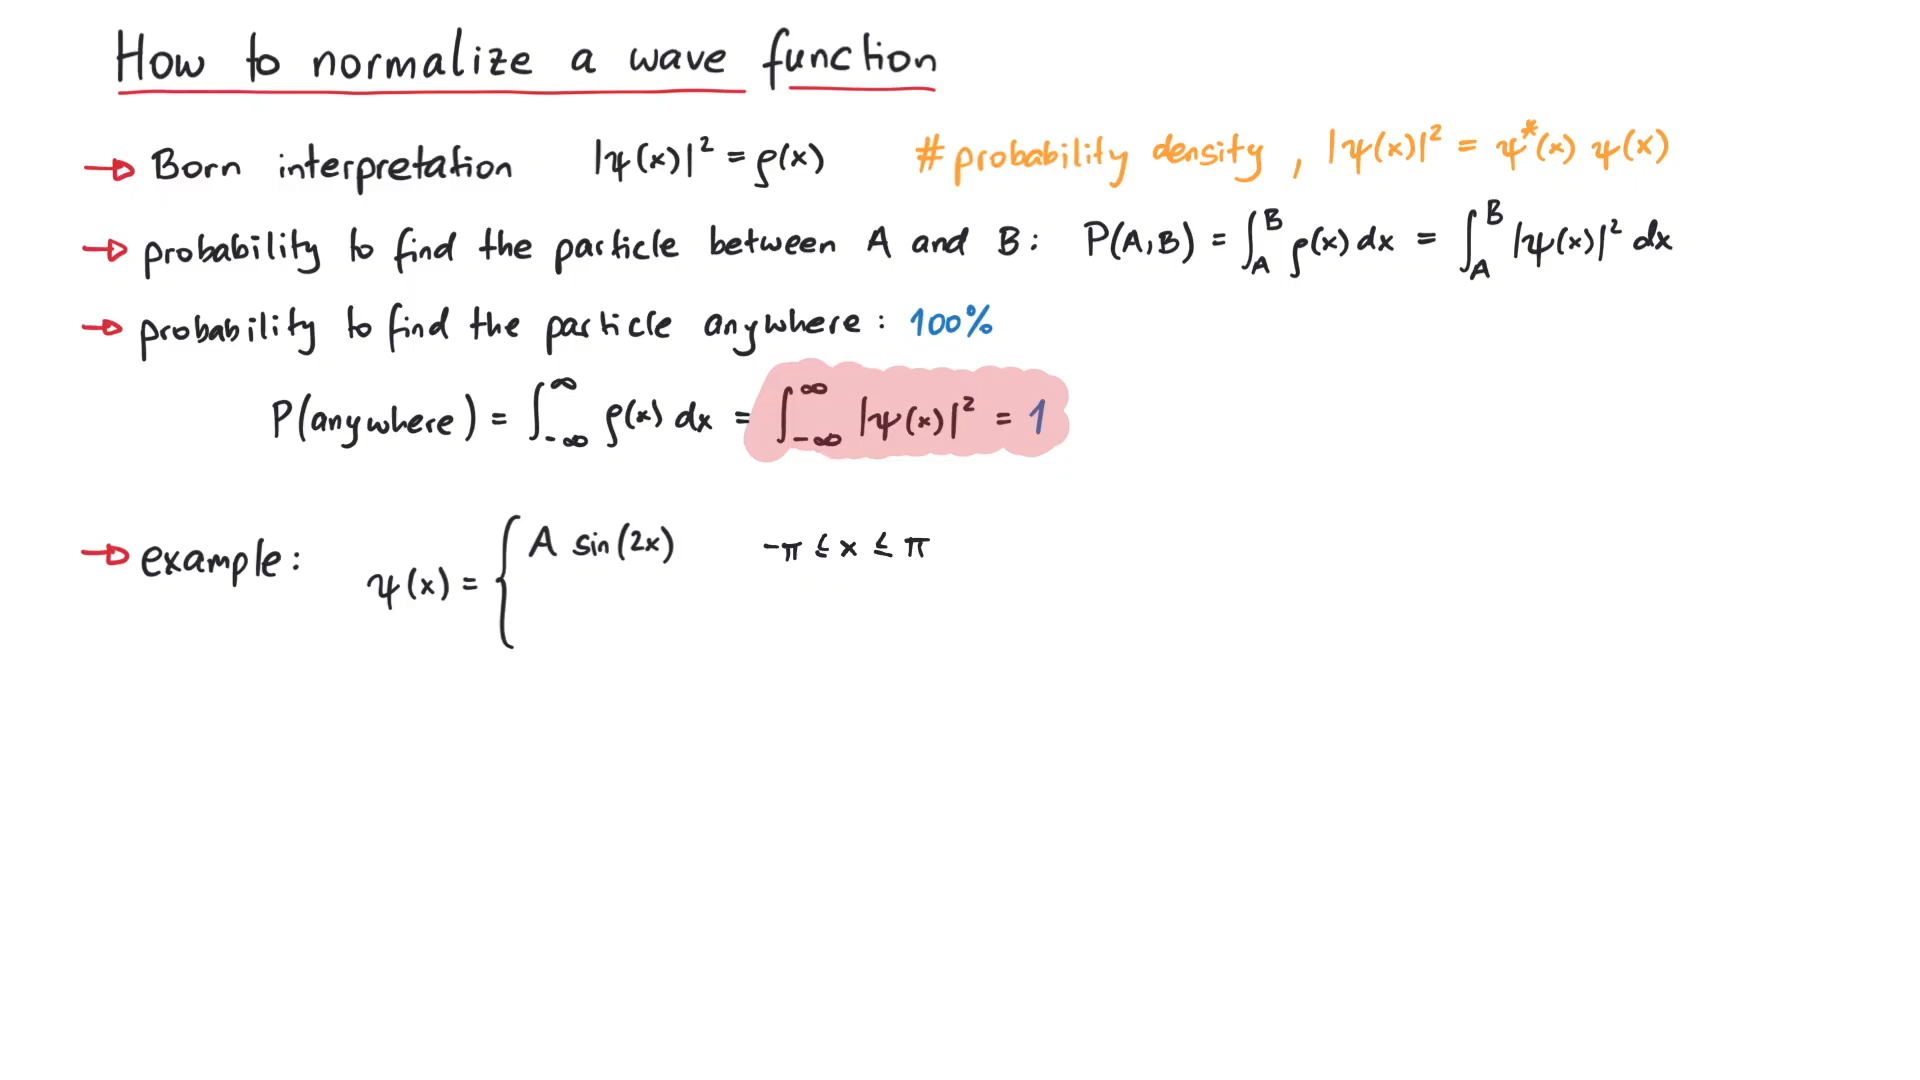 How to normalize a wave function
→ Born interpretation |ψ(x)|² = ρ(x) # probability density , |ψ(x)|² = ψ*(x) ψ(x)
→ probability to find the particle between A and B: P(A,B) = ∫_A^B ρ(x) dx = ∫_A^B |ψ(x)|² dx
→ probability to find the particle anywhere: 100%
P(anywhere) = ∫_{-∞}^{∞} ρ(x) dx = ∫_{-∞}^{∞} |ψ(x)|² = 1
→ example: ψ(x) = { A sin(2x) -π ≤ x ≤ π